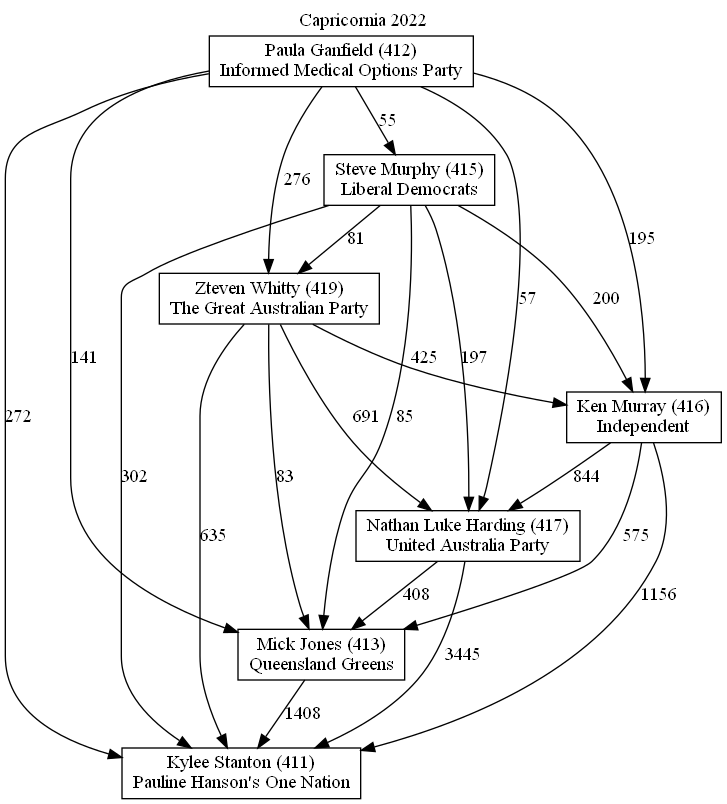 Capricornia 2022
Paula Ganfield (412)
Informed Medical Options Party
55
Steve Murphy (415)
Liberal Democrats
276
195
81
Zteven Whitty (419)
The Great Australian Party
57
200
141
425
85
197
Ken Murray (416)
Independent
272
691
302
83
844
635
Nathan Luke Harding (417)
United Australia Party
575
408
1156
Mick Jones (413)
Queensland Greens
3445
1408
Kylee Stanton (411)
Pauline Hanson's One Nation